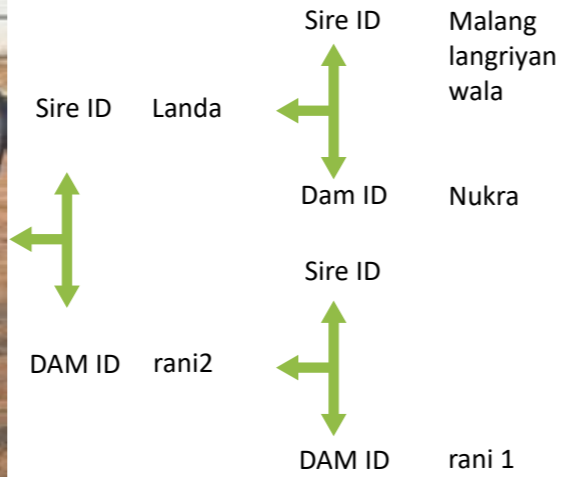 Sire ID Malang
langriyan
wala
Sire ID Landa
Dam ID Nukra
Sire ID
DAM ID rani2
DAM ID rani 1